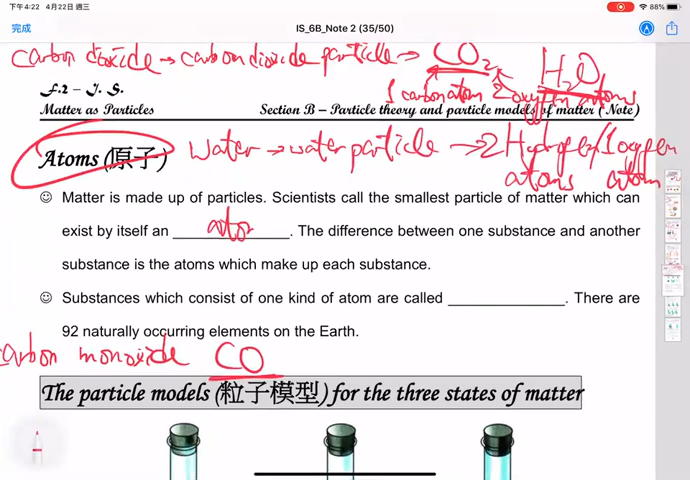 下午4:22 4月22日 週三
88%
完成
IS_6B_Note 2 (35/50)
carbon dioxide → carbon dioxide particle → CO2
H2O
1 carbon atom 2 oxygen atoms
F.2 – I. S.
Matter as Particles
Section B – Particle theory and particle models of matter (Note)
Atoms (原子)
Water → water particle → 2 Hydrogen/1 oxygen
atoms atom
☺ Matter is made up of particles. Scientists call the smallest particle of matter which can
exist by itself an ato. The difference between one substance and another
substance is the atoms which make up each substance.
☺ Substances which consist of one kind of atom are called ____________. There are
92 naturally occurring elements on the Earth.
carbon monoxide CO
The particle models (粒子模型) for the three states of matter